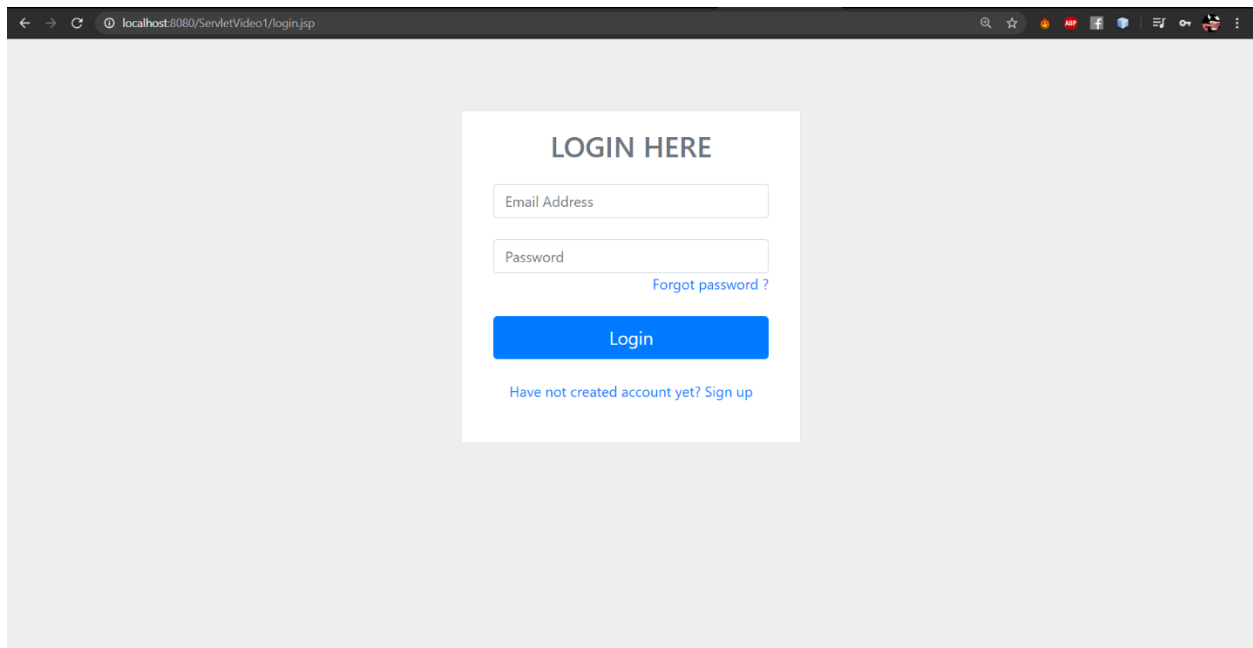 localhost:8080/ServletVideo1/login.jsp
ABP
LOGIN HERE
Email Address
Password
Forgot password ?
Login
Have not created account yet? Sign up